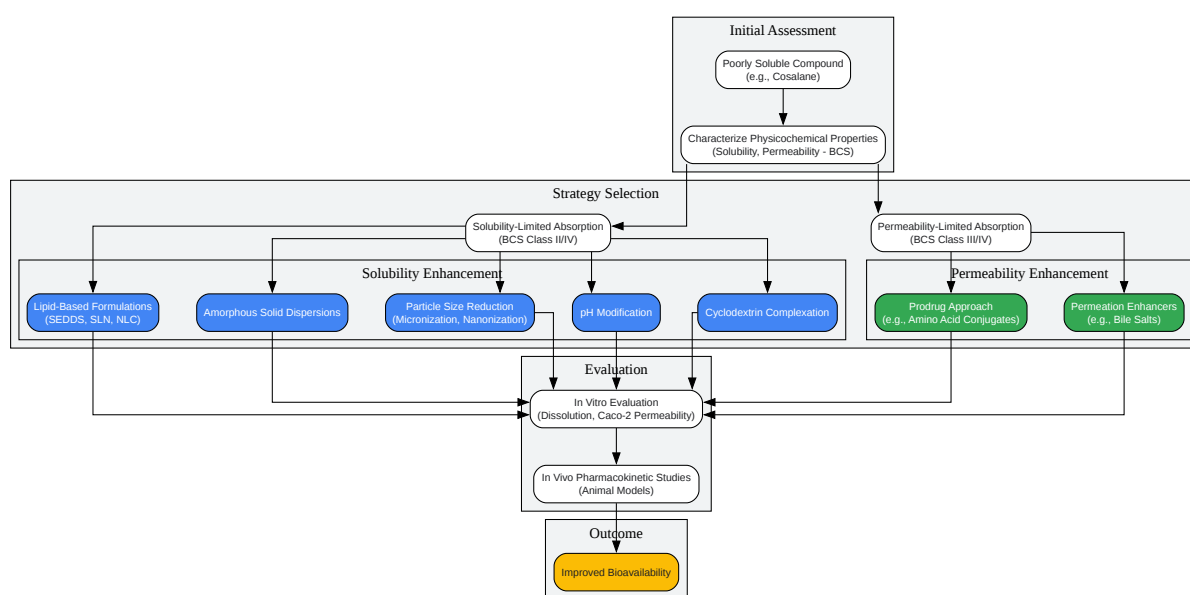 Initial Assessment
Poorly Soluble Compound
(e.g., Cosalane)
Characterize Physicochemical Properties
(Solubility, Permeability - BCS)
Strategy Selection
Solubility-Limited Absorption
(BCS Class II/IV)
Permeability-Limited Absorption
(BCS Class III/IV)
Solubility Enhancement
Lipid-Based Formulations
(SEDDS, SLN, NLC)
Amorphous Solid Dispersions
Particle Size Reduction
(Micronization, Nanonization)
pH Modification
Cyclodextrin Complexation
Permeability Enhancement
Prodrug Approach
(e.g., Amino Acid Conjugates)
Permeation Enhancers
(e.g., Bile Salts)
Evaluation
In Vitro Evaluation
(Dissolution, Caco-2 Permeability)
In Vivo Pharmacokinetic Studies
(Animal Models)
Outcome
Improved Bioavailability